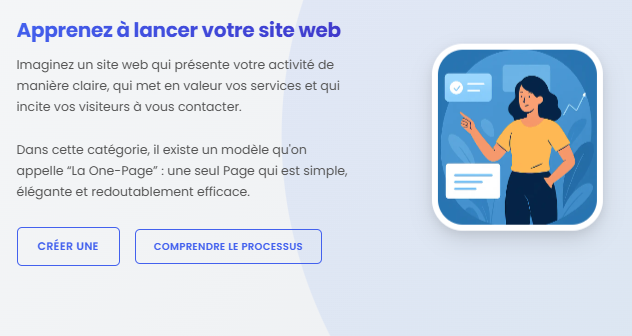 Apprenez à lancer votre site web
Imaginez un site web qui présente votre activité de
manière claire, qui met en valeur vos services et qui
incite vos visiteurs à vous contacter.
Dans cette catégorie, il existe un modèle qu'on
appelle “La One-Page” : une seul Page qui est simple,
élégante et redoutablement efficace.
CRÉER UNE
COMPRENDRE LE PROCESSUS